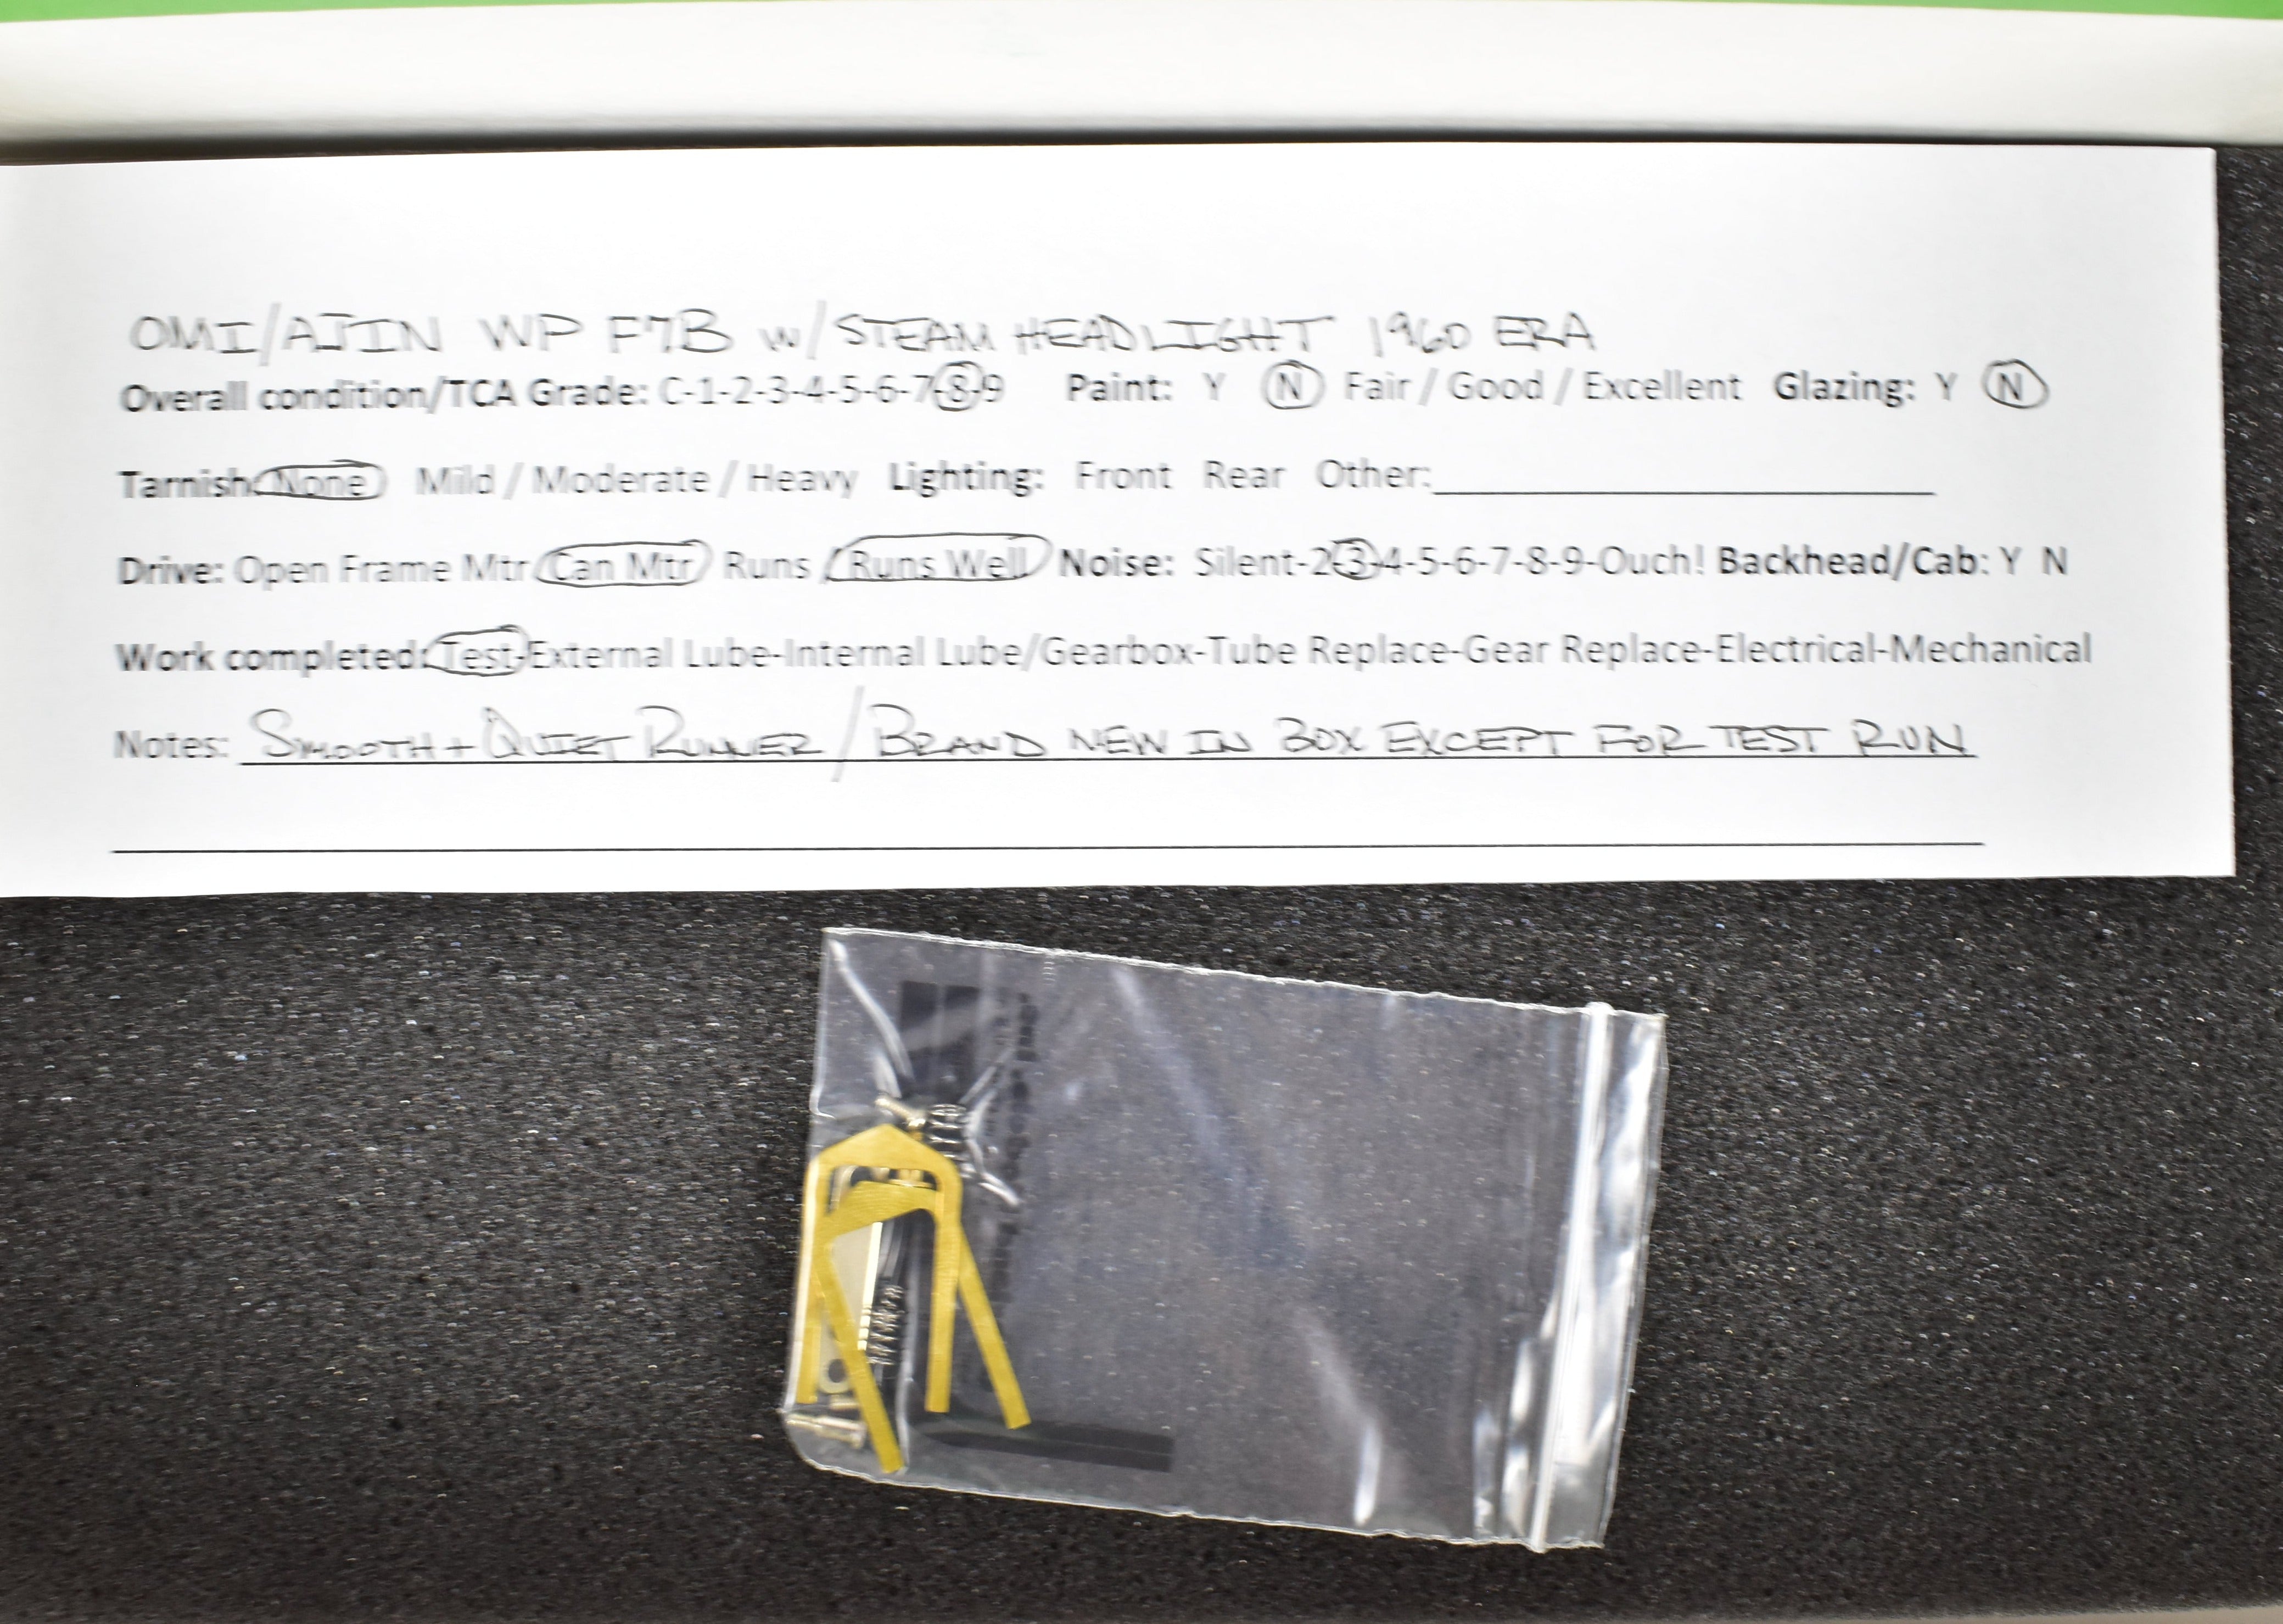 OMI/AJIN WP F7B w/STEAM HEADLIGHT 1960 ERA
Overall condition/TCA Grade: C-1-2-3-4-5-6-7-8-9 Paint: Y N Fair / Good / Excellent Glazing: Y N
Tarnish: None Mild / Moderate / Heavy Lighting: Front Rear Other:
Drive: Open Frame Mtr Can Mtr Runs / Runs Well Noise: Silent-2-3-4-5-6-7-8-9-Ouch! Backhead/Cab: Y N
Work completed: Test-External Lube-Internal Lube/Gearbox-Tube Replace-Gear Replace-Electrical-Mechanical
Notes: SMOOTH + QUIET RUNNER / BRAND NEW IN BOX EXCEPT FOR TEST RUN